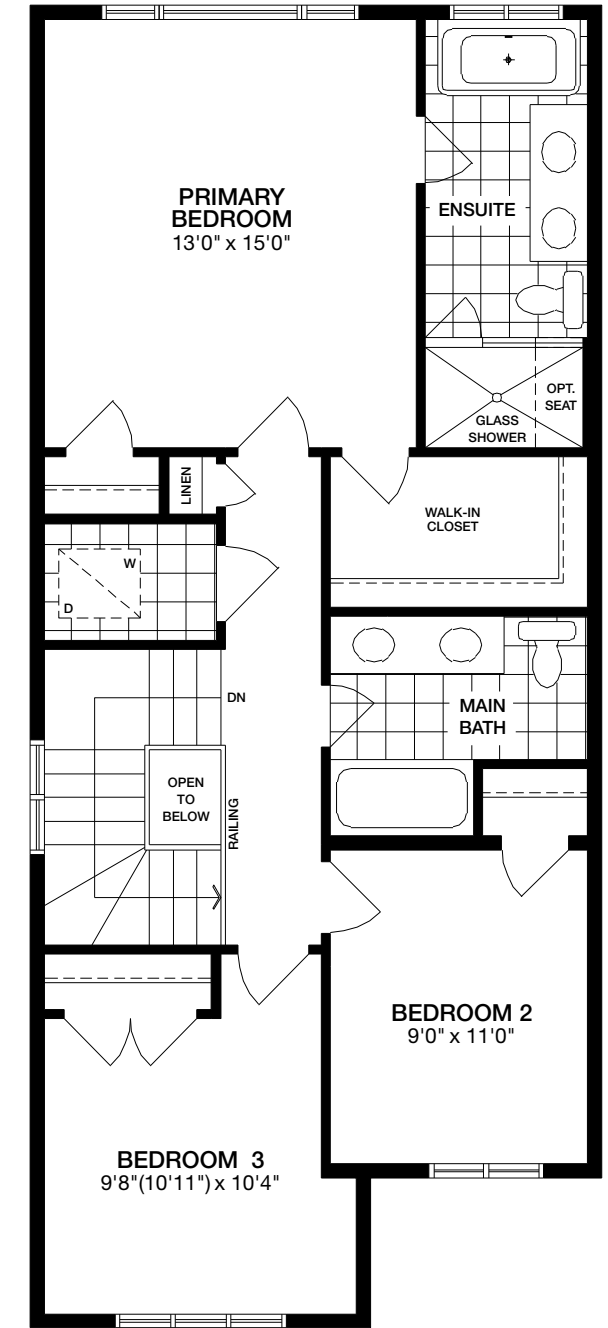 PRIMARY
BEDROOM
13'0" x 15'0"
ENSUITE
OPT.
SEAT
GLASS
SHOWER
LINEN
WALK-IN
CLOSET
W
D
DN
MAIN
BATH
OPEN
TO
BELOW
RAILING
BEDROOM 2
9'0" x 11'0"
BEDROOM 3
9'8"(10'11") x 10'4"